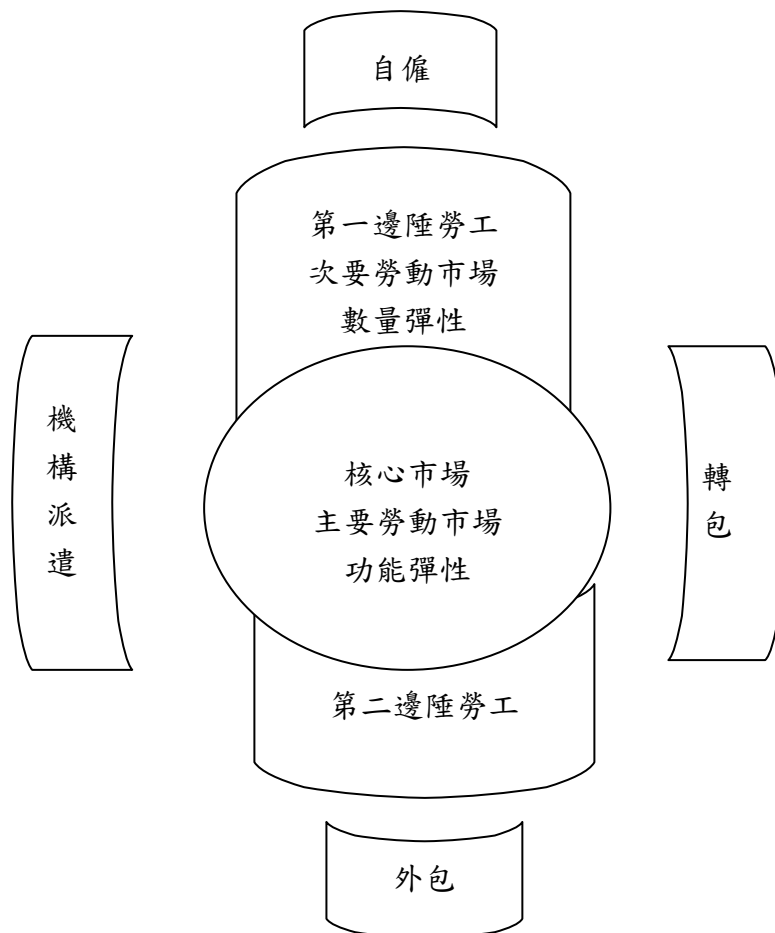 自僱
第一邊陲勞工
次要勞動市場
數量彈性
機構派遣
核心市場
主要勞動市場
功能彈性
轉包
第二邊陲勞工
外包